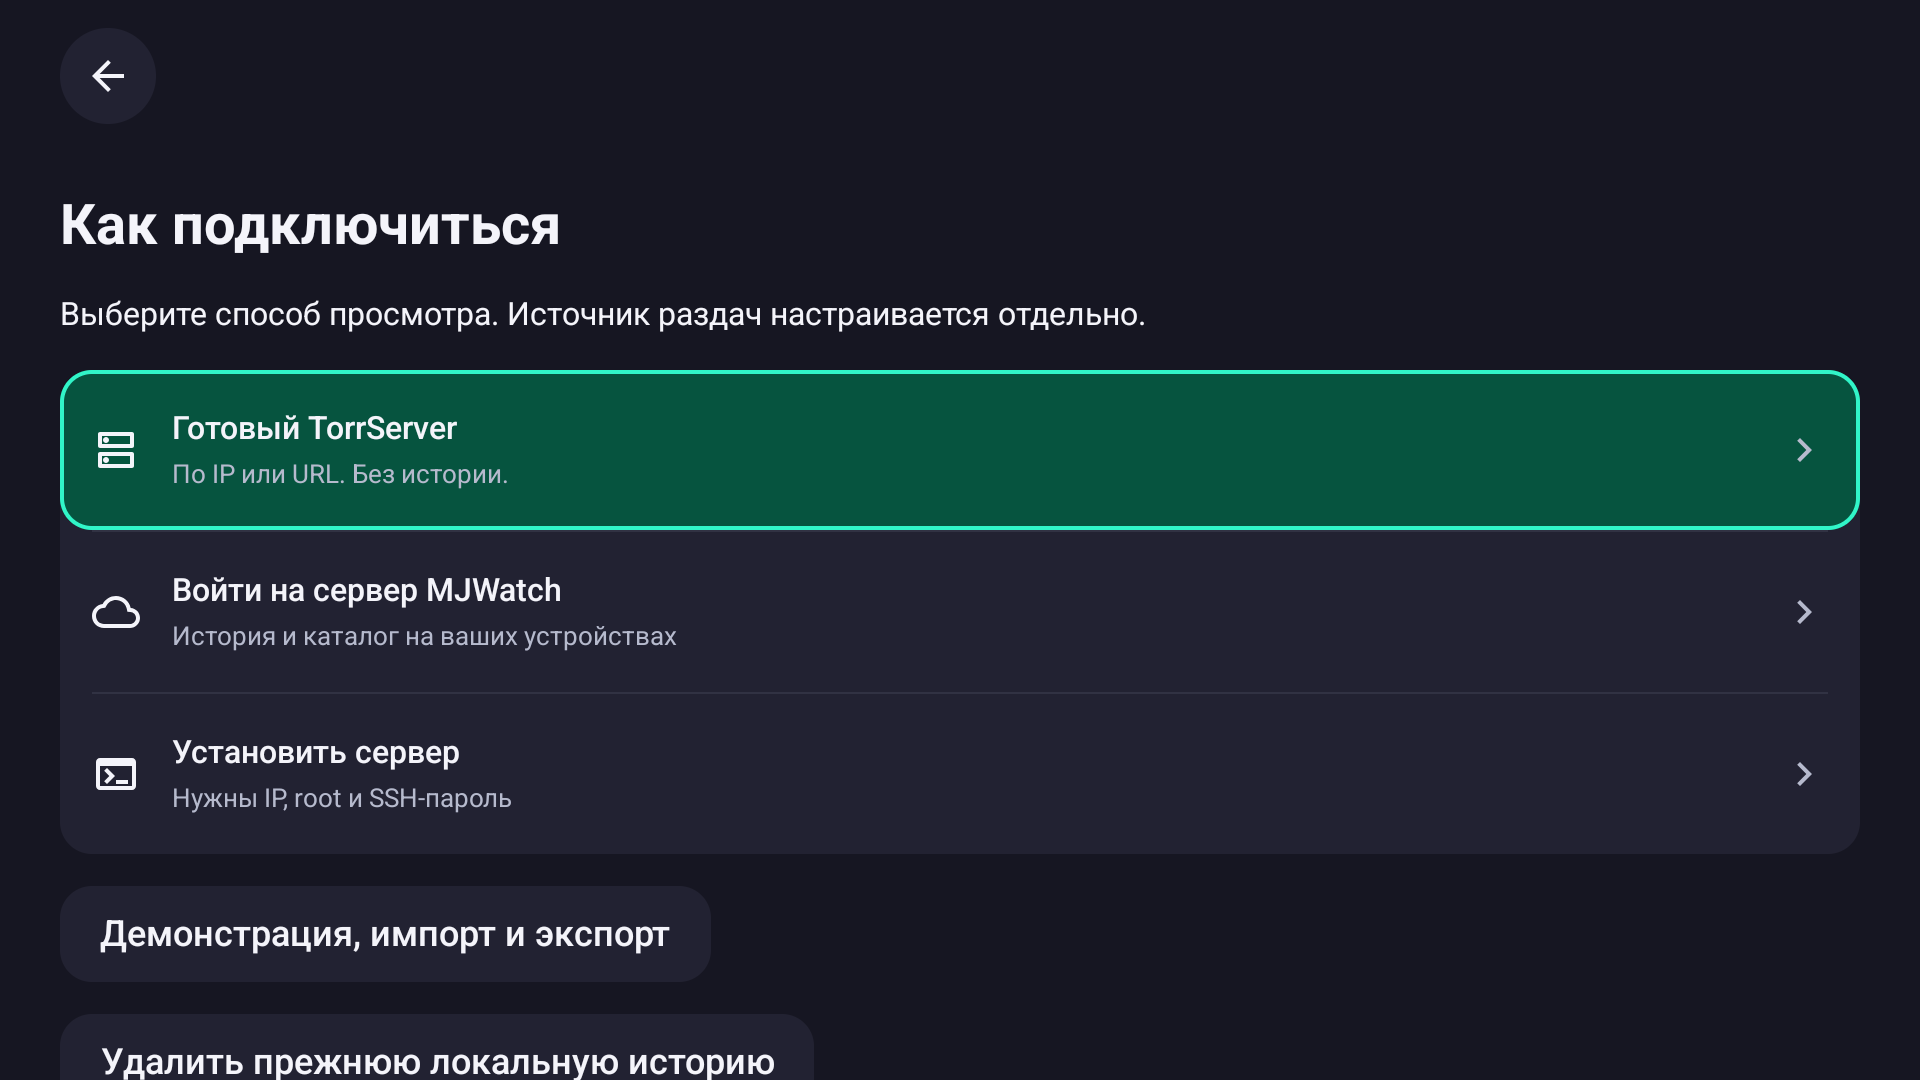 Как подключиться
Выберите способ просмотра. Источник раздач настраивается отдельно.
Готовый TorrServer
По IP или URL. Без истории.
Войти на сервер MJWatch
История и каталог на ваших устройствах
Установить сервер
Нужны IP, root и SSH-пароль
Демонстрация, импорт и экспорт
Удалить прежнюю локальную историю